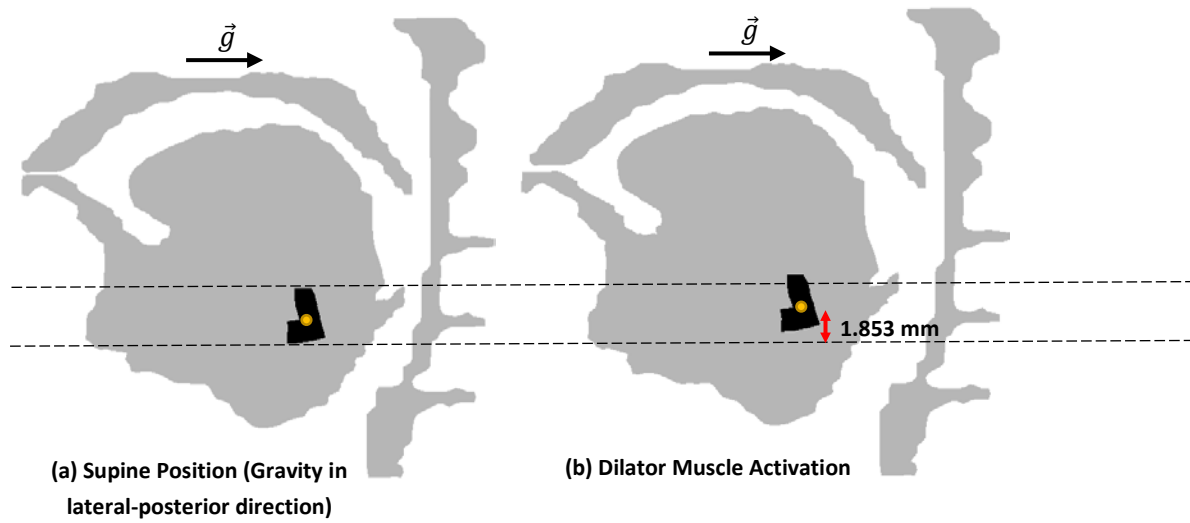 g⃗
g⃗
1.853 mm
(a) Supine Position (Gravity in
lateral-posterior direction)
(b) Dilator Muscle Activation